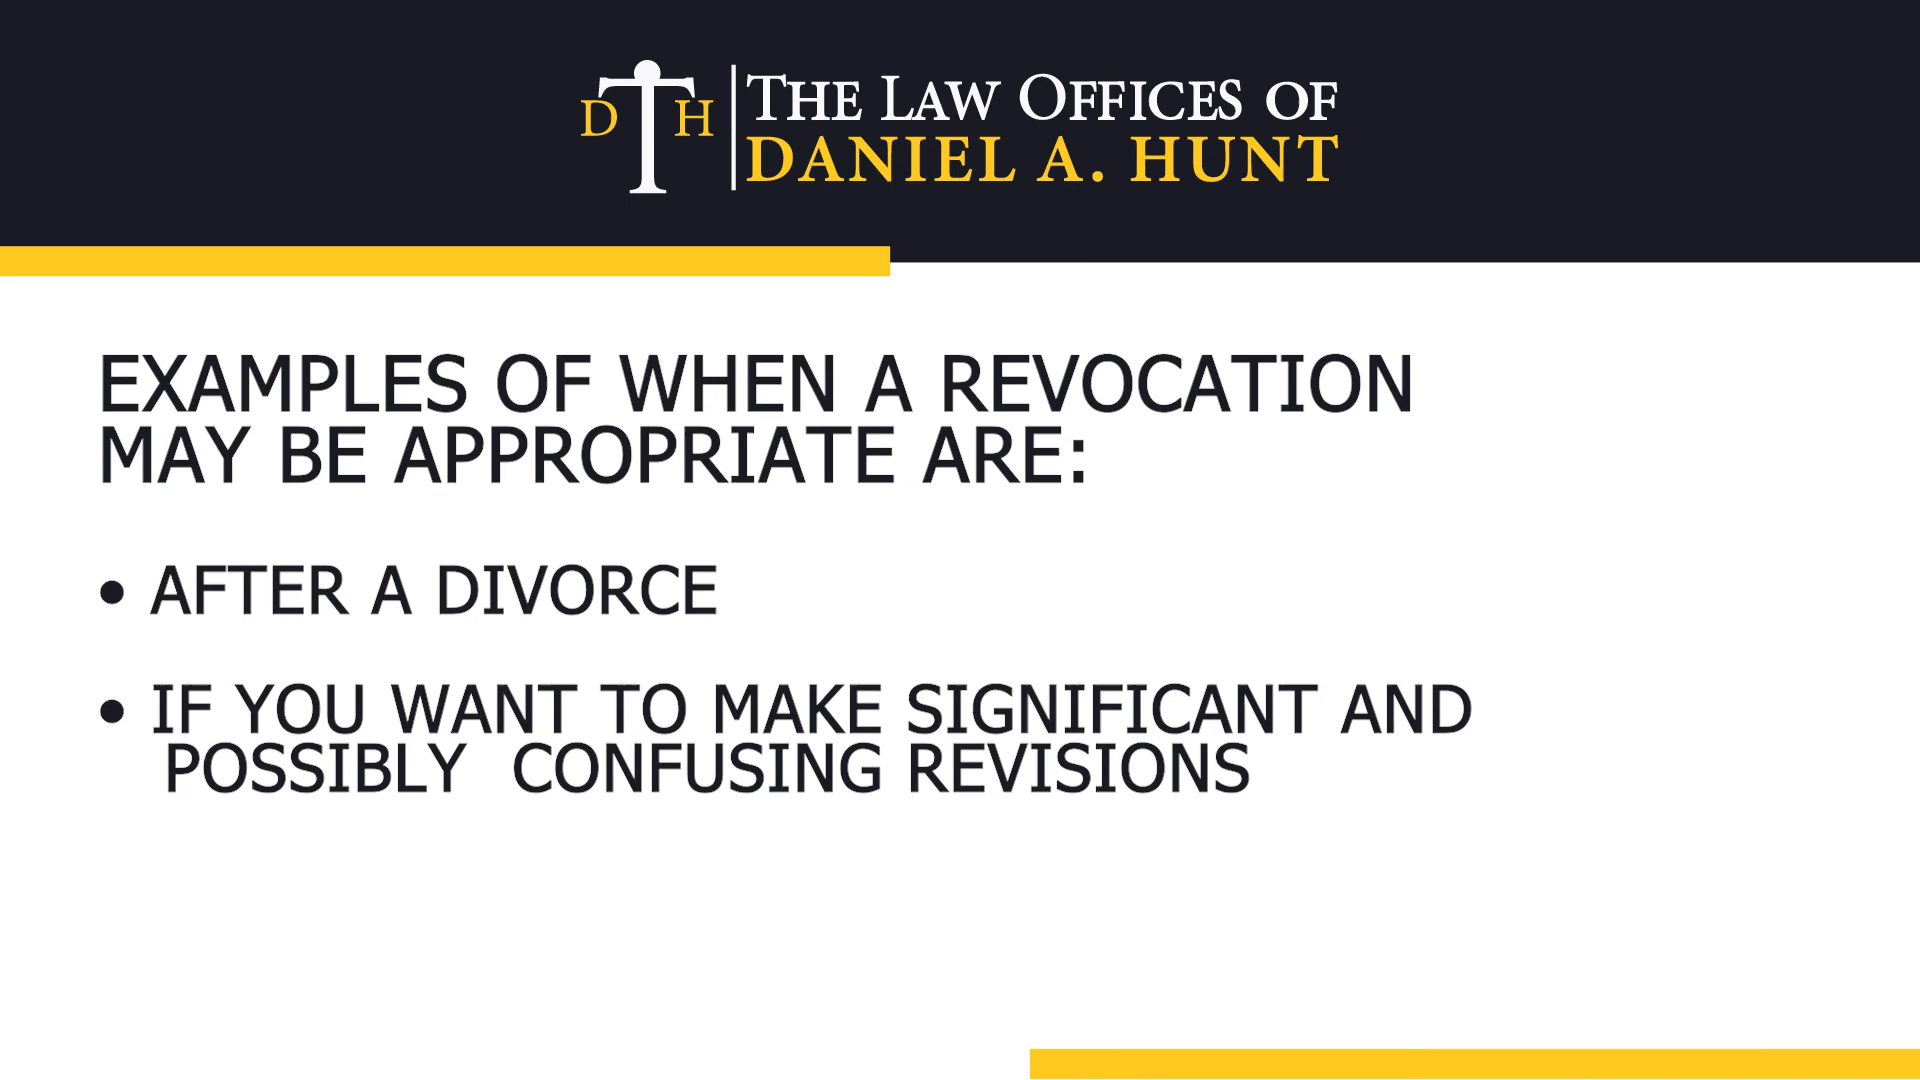 D H
THE LAW OFFICES OF
DANIEL A. HUNT
EXAMPLES OF WHEN A REVOCATION
MAY BE APPROPRIATE ARE:
• AFTER A DIVORCE
• IF YOU WANT TO MAKE SIGNIFICANT AND
POSSIBLY  CONFUSING REVISIONS